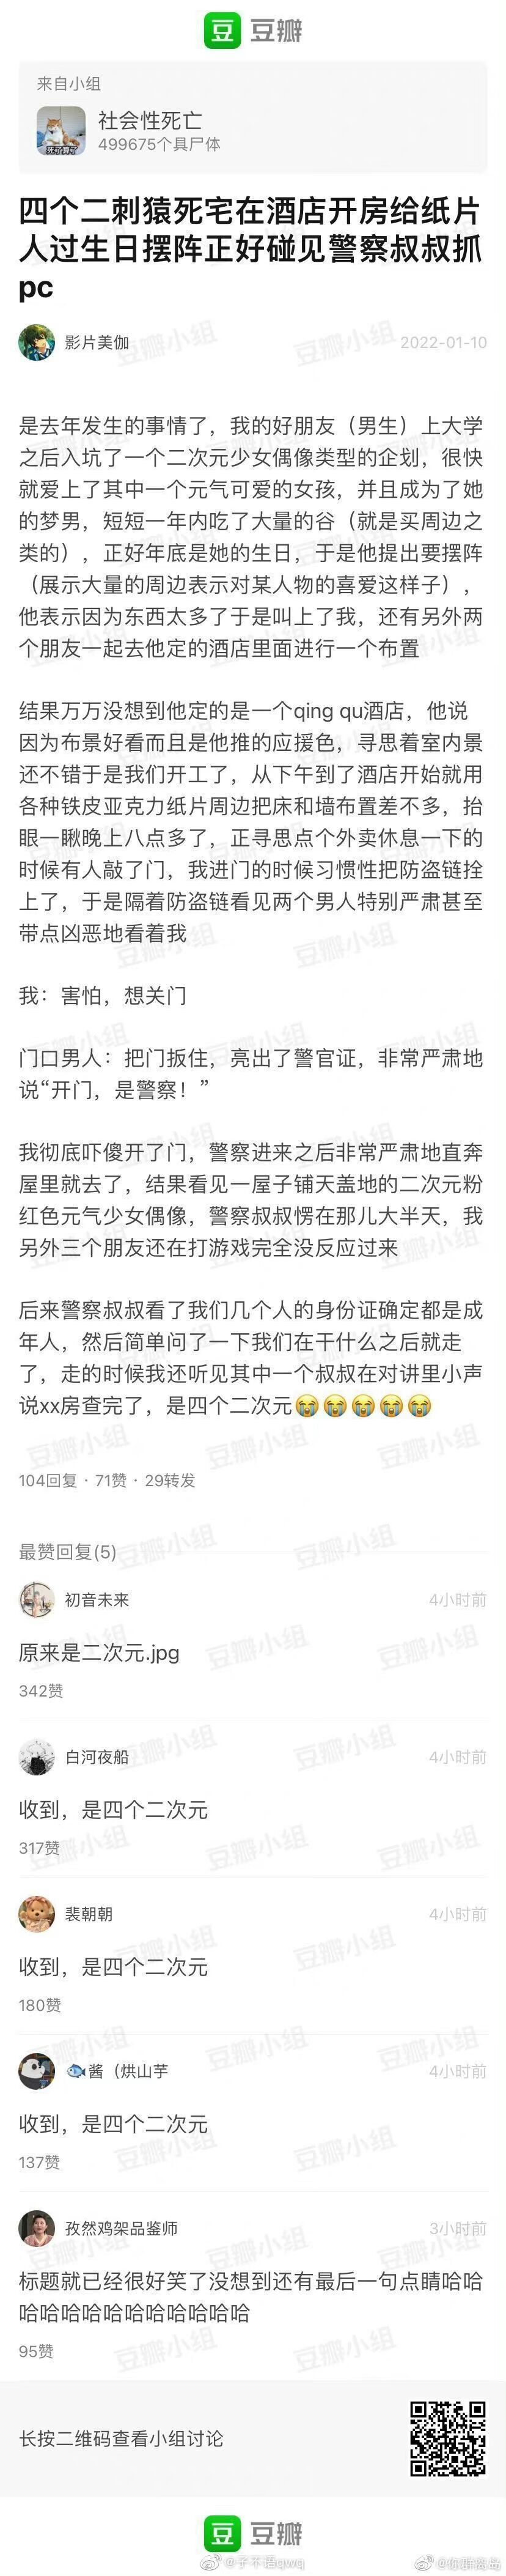 豆 豆瓣
来自小组
社会性死亡
死了算了
499675个具尸体
四个二刺猿死宅在酒店开房给纸片
人过生日摆阵正好碰见警察叔叔抓
pc
影片美伽
2022-01-10
是去年发生的事情了，我的好朋友（男生）上大学
之后入坑了一个二次元少女偶像类型的企划，很快
就爱上了其中一个元气可爱的女孩，并且成为了她
的梦男，短短一年内吃了大量的谷（就是买周边之
类的），正好年底是她的生日，于是他提出要摆阵
（展示大量的周边表示对某人物的喜爱这样子），
他表示因为东西太多了于是叫上了我，还有另外两
个朋友一起去他定的酒店里面进行一个布置
结果万万没想到他定的是一个qing qu酒店，他说
因为布景好看而且是他推的应援色，寻思着室内景
还不错于是我们开工了，从下午到了酒店开始就用
各种铁皮亚克力纸片周边把床和墙布置差不多，抬
眼一瞅晚上八点多了，正寻思点个外卖休息一下的
时候有人敲了门，我进门的时候习惯性把防盗链拴
上了，于是隔着防盗链看见两个男人特别严肃甚至
带点凶恶地看着我
我：害怕，想关门
门口男人：把门扳住，亮出了警官证，非常严肃地
说“开门，是警察！”
我彻底吓傻开了门，警察进来之后非常严肃地直奔
屋里就去了，结果看见一屋子铺天盖地的二次元粉
红色元气少女偶像，警察叔叔愣在那儿大半天，我
另外三个朋友还在打游戏完全没反应过来
后来警察叔叔看了我们几个人的身份证确定都是成
年人，然后简单问了一下我们在干什么之后就走
了，走的时候我还听见其中一个叔叔在对讲里小声
说xx房查完了，是四个二次元😭😭😭😭😭
104回复 · 71赞 · 29转发
最赞回复(5)
初音未来
4小时前
原来是二次元.jpg
342赞
白河夜船
4小时前
收到，是四个二次元
317赞
裴朝朝
4小时前
收到，是四个二次元
180赞
🐟酱（烘山芋
4小时前
收到，是四个二次元
137赞
孜然鸡架品鉴师
3小时前
标题就已经很好笑了没想到还有最后一句点睛哈哈
哈哈哈哈哈哈哈哈哈哈哈
95赞
长按二维码查看小组讨论
豆 豆瓣
@子不语qwq